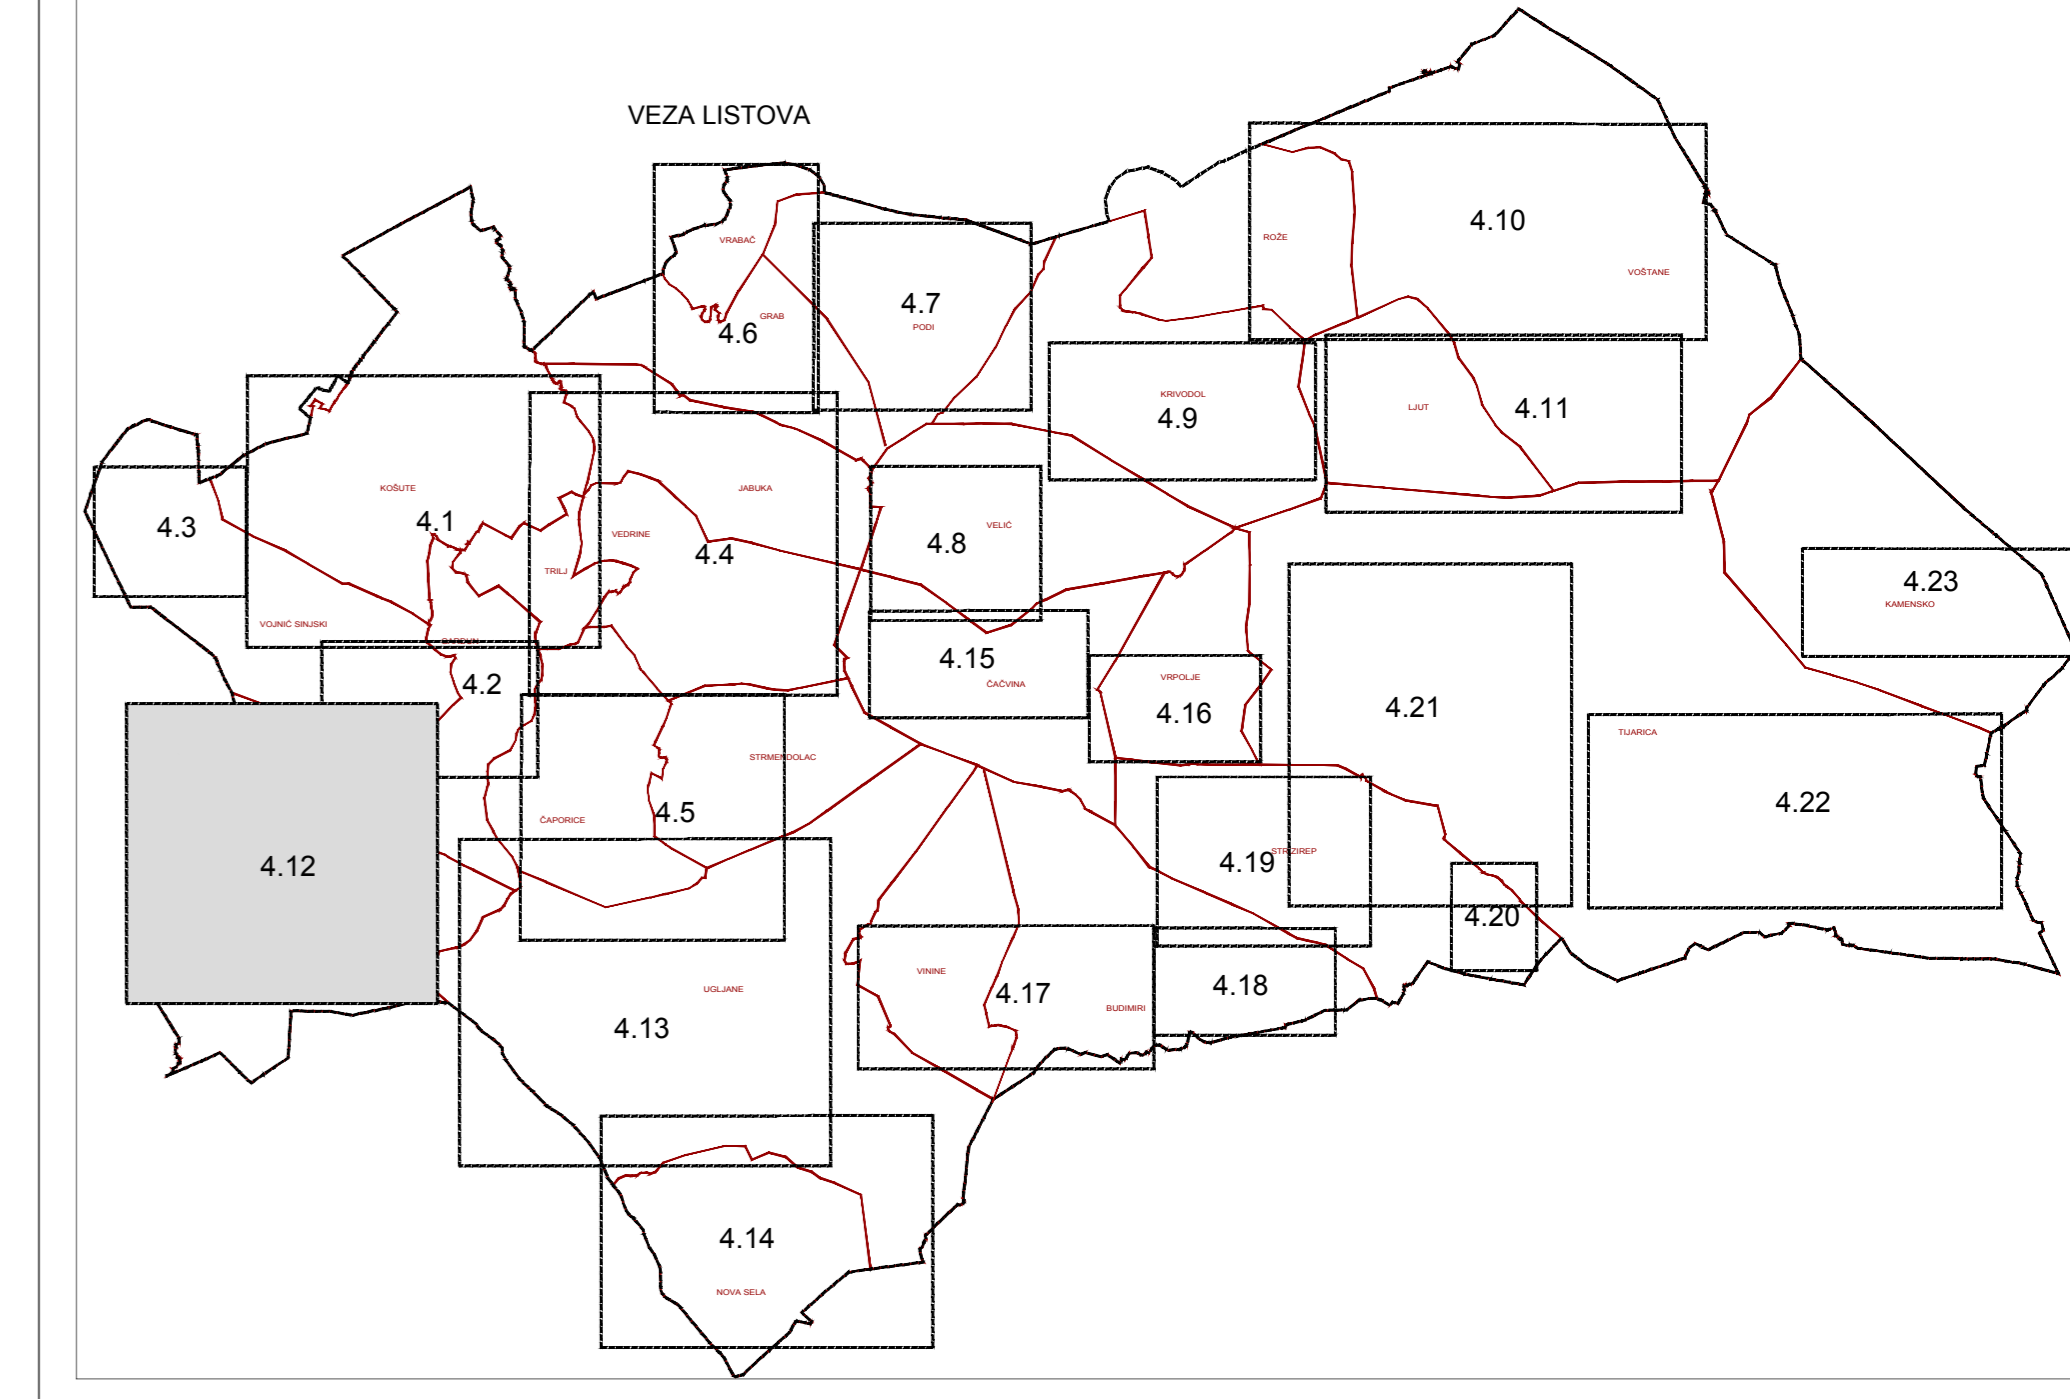 VEZA LISTOVA
4.10
ROŽE
VOŠTANE
VRABAČ
GRAB
4.6
4.7
PODI
KRIVODOL
4.9
LJUT
4.11
KOŠUTE
4.1
JABUKA
VEDRINE
4.4
TRILJ
4.3
VELIĆ
4.8
4.23
KAMENSKO
VOJNIĆ SINJSKI
GARDUN
4.2
4.15
ČAČVINA
VRPOLJE
4.16
4.21
TIJARICA
4.22
STRMENDOLAC
4.5
ČAPORICE
4.12
4.19
STRIZIREP
4.20
VININE
4.17
BUDIMIRI
4.18
UGLJANE
4.13
4.14
NOVA SELA